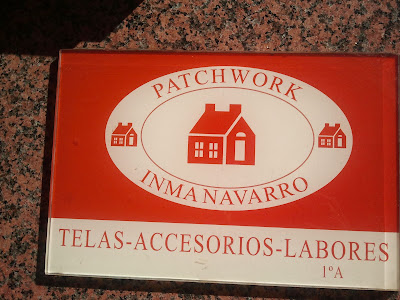 PATCHWORK
INMA NAVARRO
TELAS-ACCESORIOS-LABORES
1ºA